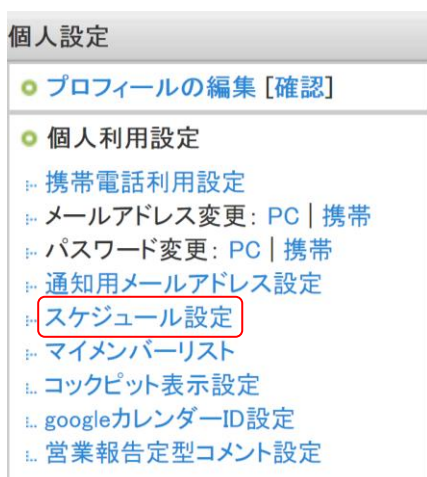 個人設定
プロフィールの編集 [確認]
個人利用設定
携帯電話利用設定
メールアドレス変更: PC | 携帯
パスワード変更: PC | 携帯
通知用メールアドレス設定
スケジュール設定
マイメンバーリスト
コックピット表示設定
googleカレンダーID設定
営業報告定型コメント設定